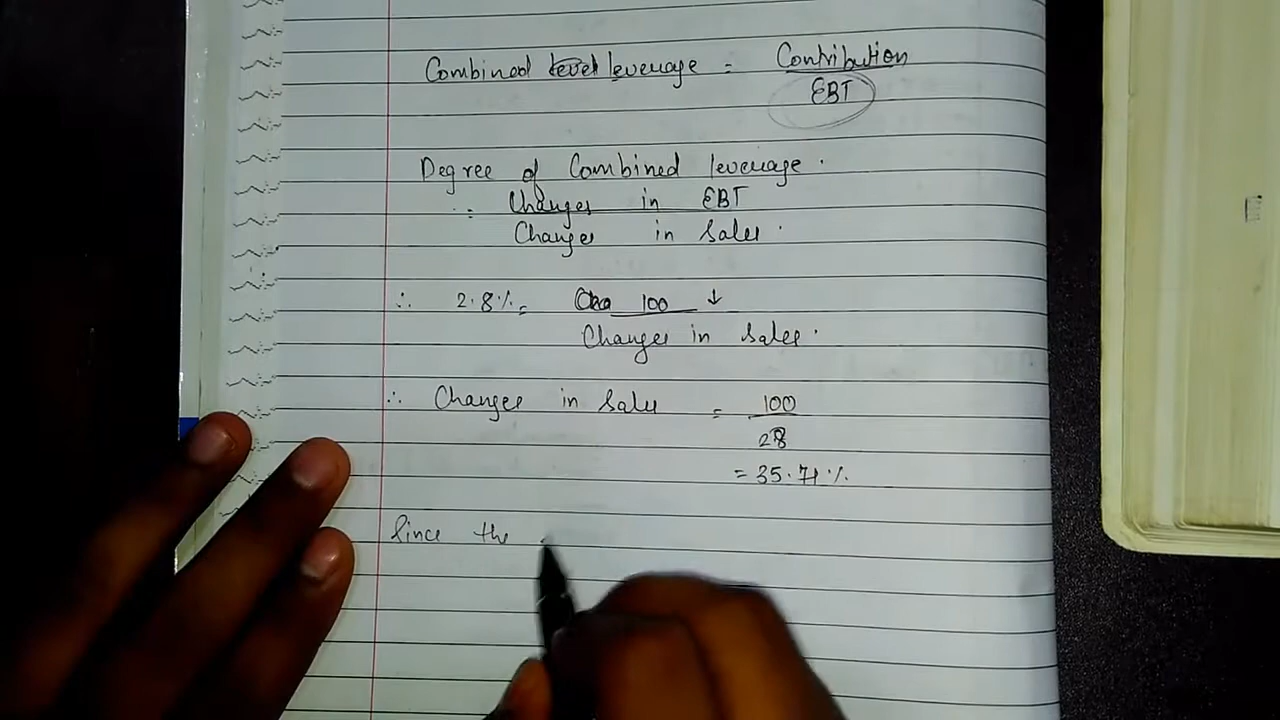 Combined level leverage = Contribution
EBT
Degree of Combined leverage.
= Changes in EBT
Changes in Sales.
∴ 2.8% = 100 ↓
Changes in Sales.
∴ Changes in Sales = 100
28
= 35.71%
Since the